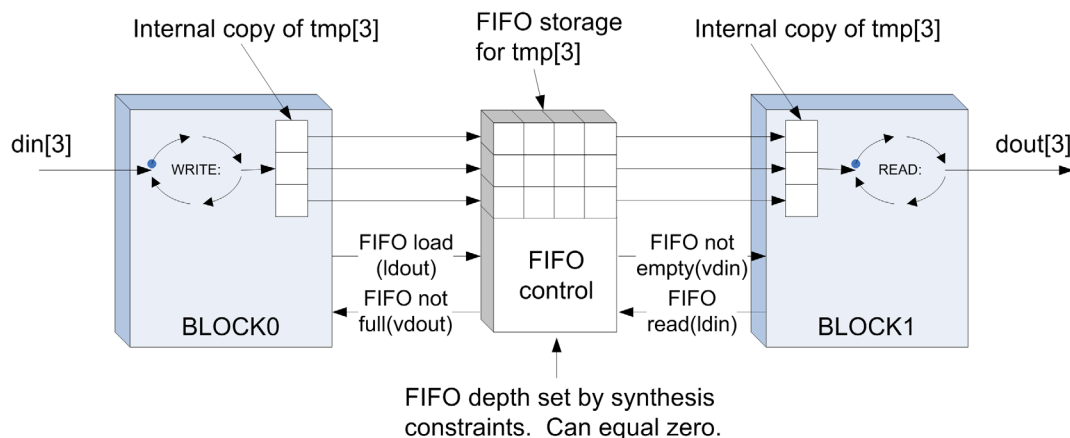 Internal copy of tmp[3]
FIFO storage
for tmp[3]
Internal copy of tmp[3]
din[3]
WRITE:
READ:
dout[3]
FIFO load
(ldout)
FIFO not
full(vdout)
BLOCK0
FIFO
control
FIFO not
empty(vdin)
FIFO
read(ldin)
BLOCK1
FIFO depth set by synthesis
constraints.  Can equal zero.